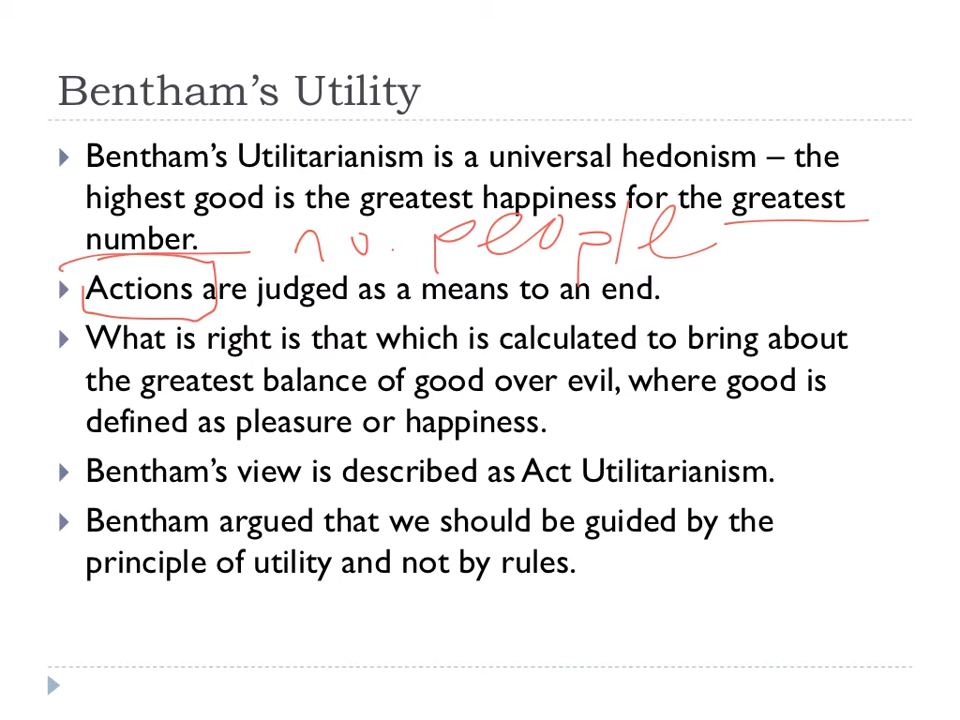 Bentham's Utility
Bentham's Utilitarianism is a universal hedonism – the
highest good is the greatest happiness for the greatest
number.
no. people
Actions are judged as a means to an end.
What is right is that which is calculated to bring about
the greatest balance of good over evil, where good is
defined as pleasure or happiness.
Bentham's view is described as Act Utilitarianism.
Bentham argued that we should be guided by the
principle of utility and not by rules.